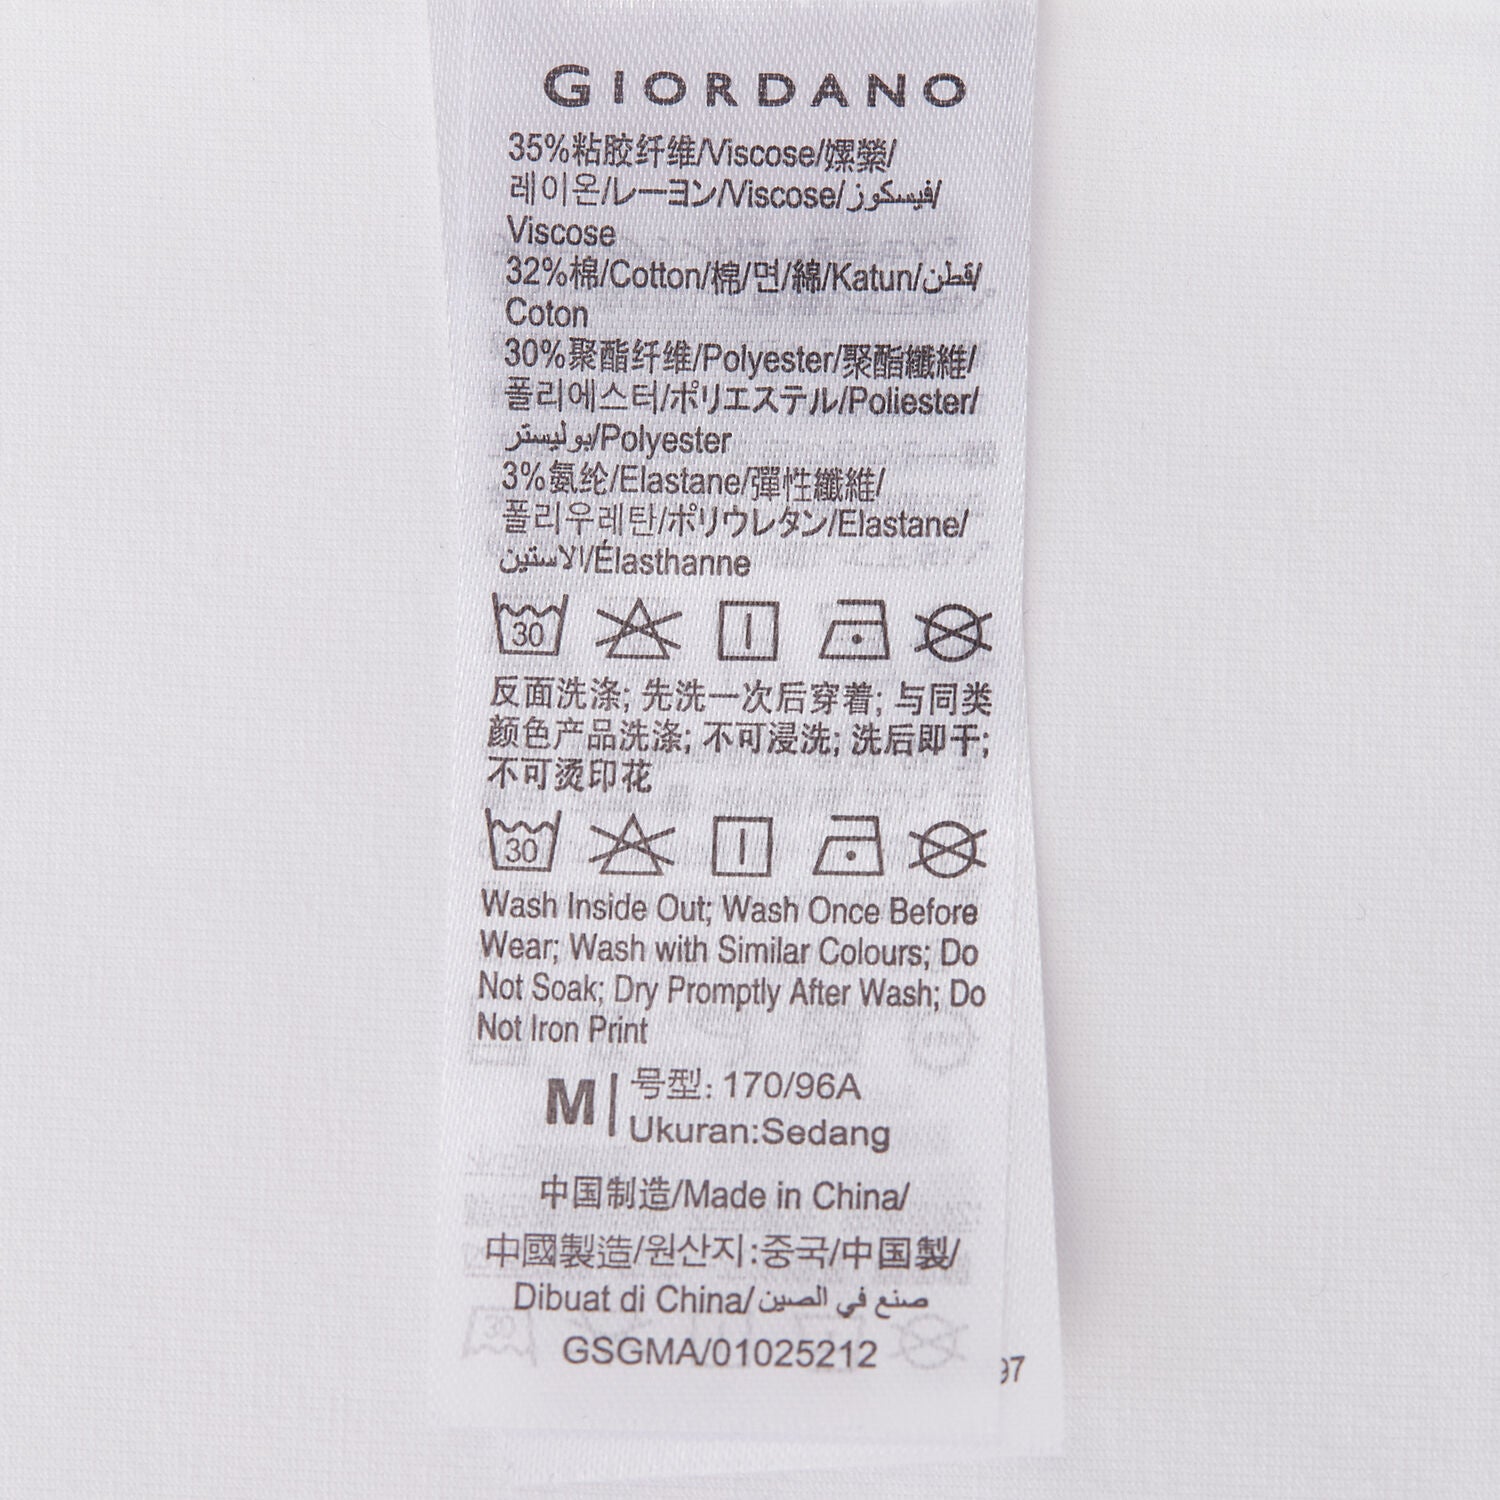 GIORDANO
35%粘胶纤维/Viscose/嫘縈/
레이온/レーヨン/Viscose/فيسكوز/
Viscose
32%棉/Cotton/棉/면/綿/Katun/قطن/
Coton
30%聚酯纤维/Polyester/聚酯纖維/
폴리에스터/ポリエステル/Poliester/
بوليستر/Polyester
3%氨纶/Elastane/彈性纖維/
폴리우레탄/ポリウレタン/Elastane/
الاستين/Élasthanne
30
反面洗涤; 先洗一次后穿着; 与同类
颜色产品洗涤; 不可浸洗; 洗后即干;
不可烫印花
30
Wash Inside Out; Wash Once Before
Wear; Wash with Similar Colours; Do
Not Soak; Dry Promptly After Wash; Do
Not Iron Print
M 号型: 170/96A
Ukuran:Sedang
中国制造/Made in China/
中國製造/원산지:중국/中国製/
Dibuat di China/صنع في الصين
GSGMA/01025212
97